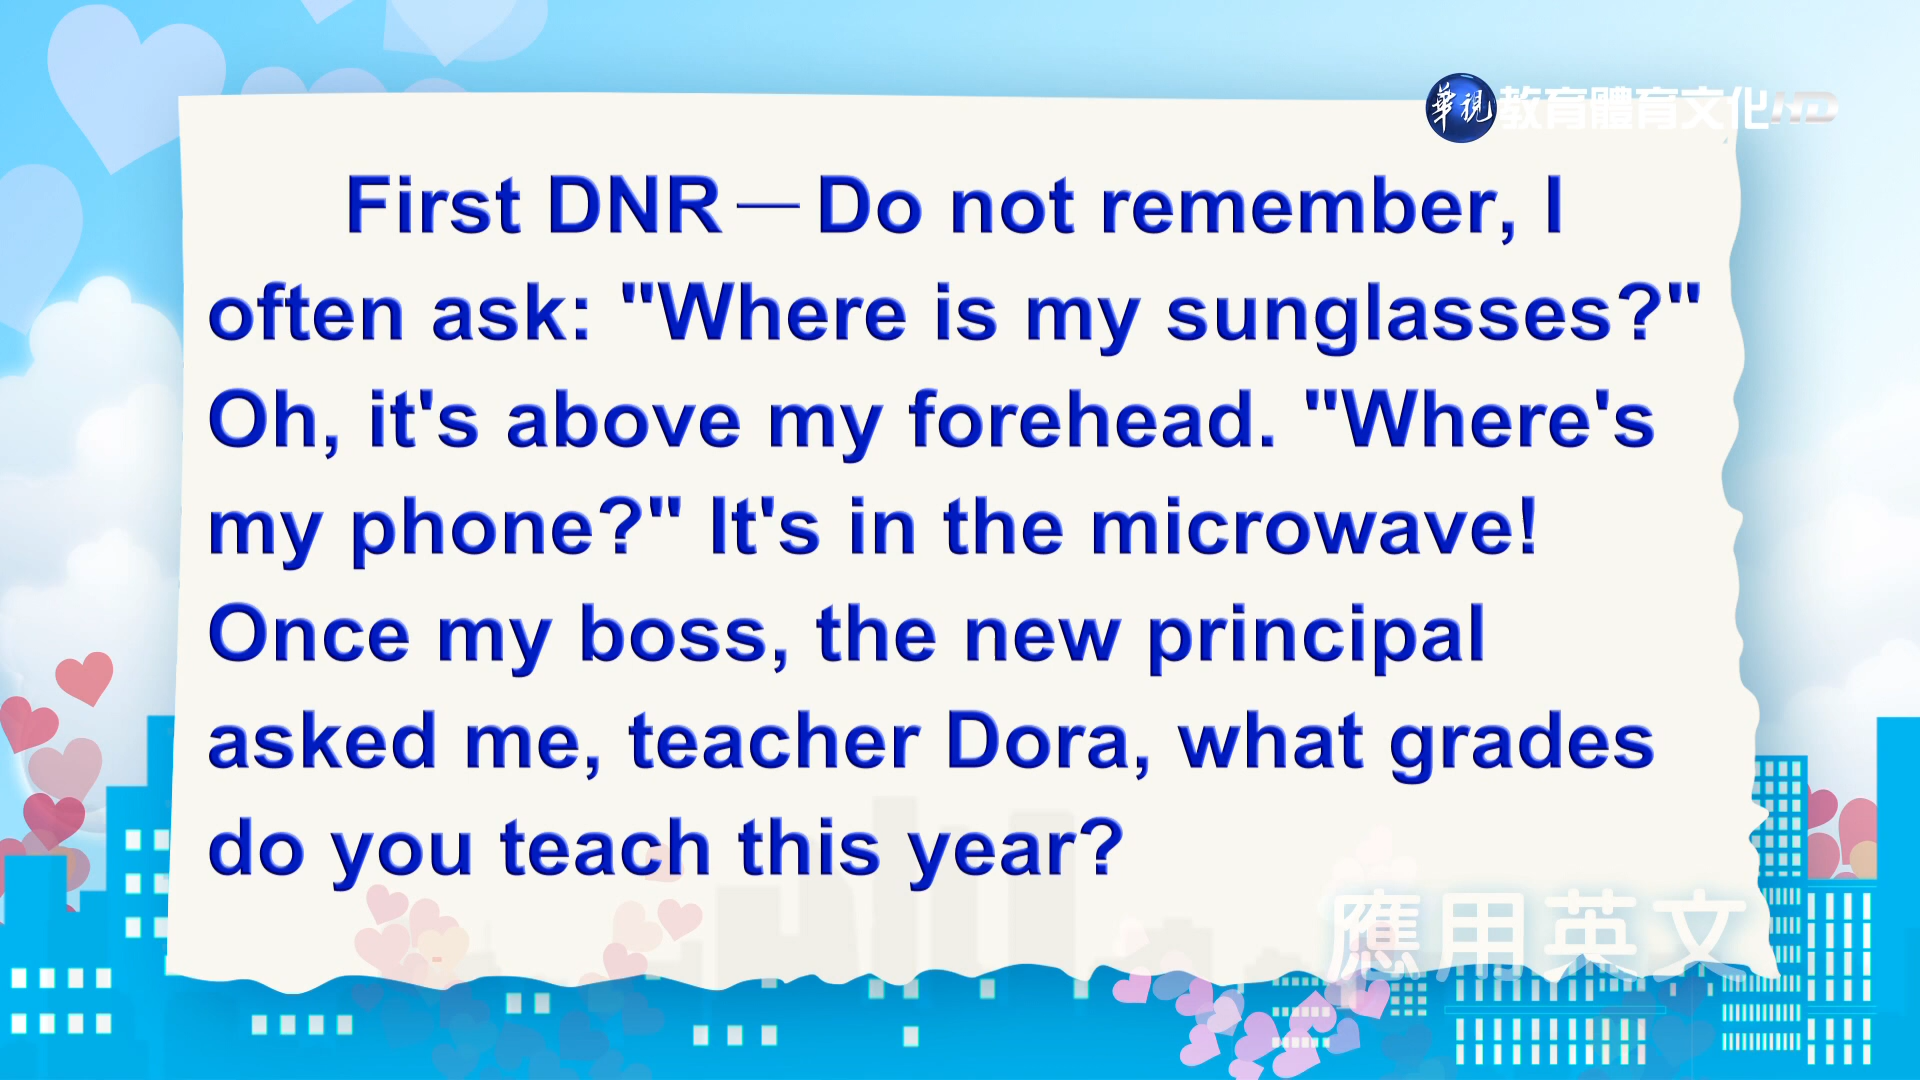 華視 教育體育文化HD
First DNR—Do not remember, I
often ask: "Where is my sunglasses?"
Oh, it's above my forehead. "Where's
my phone?" It's in the microwave!
Once my boss, the new principal
asked me, teacher Dora, what grades
do you teach this year?
應用英文